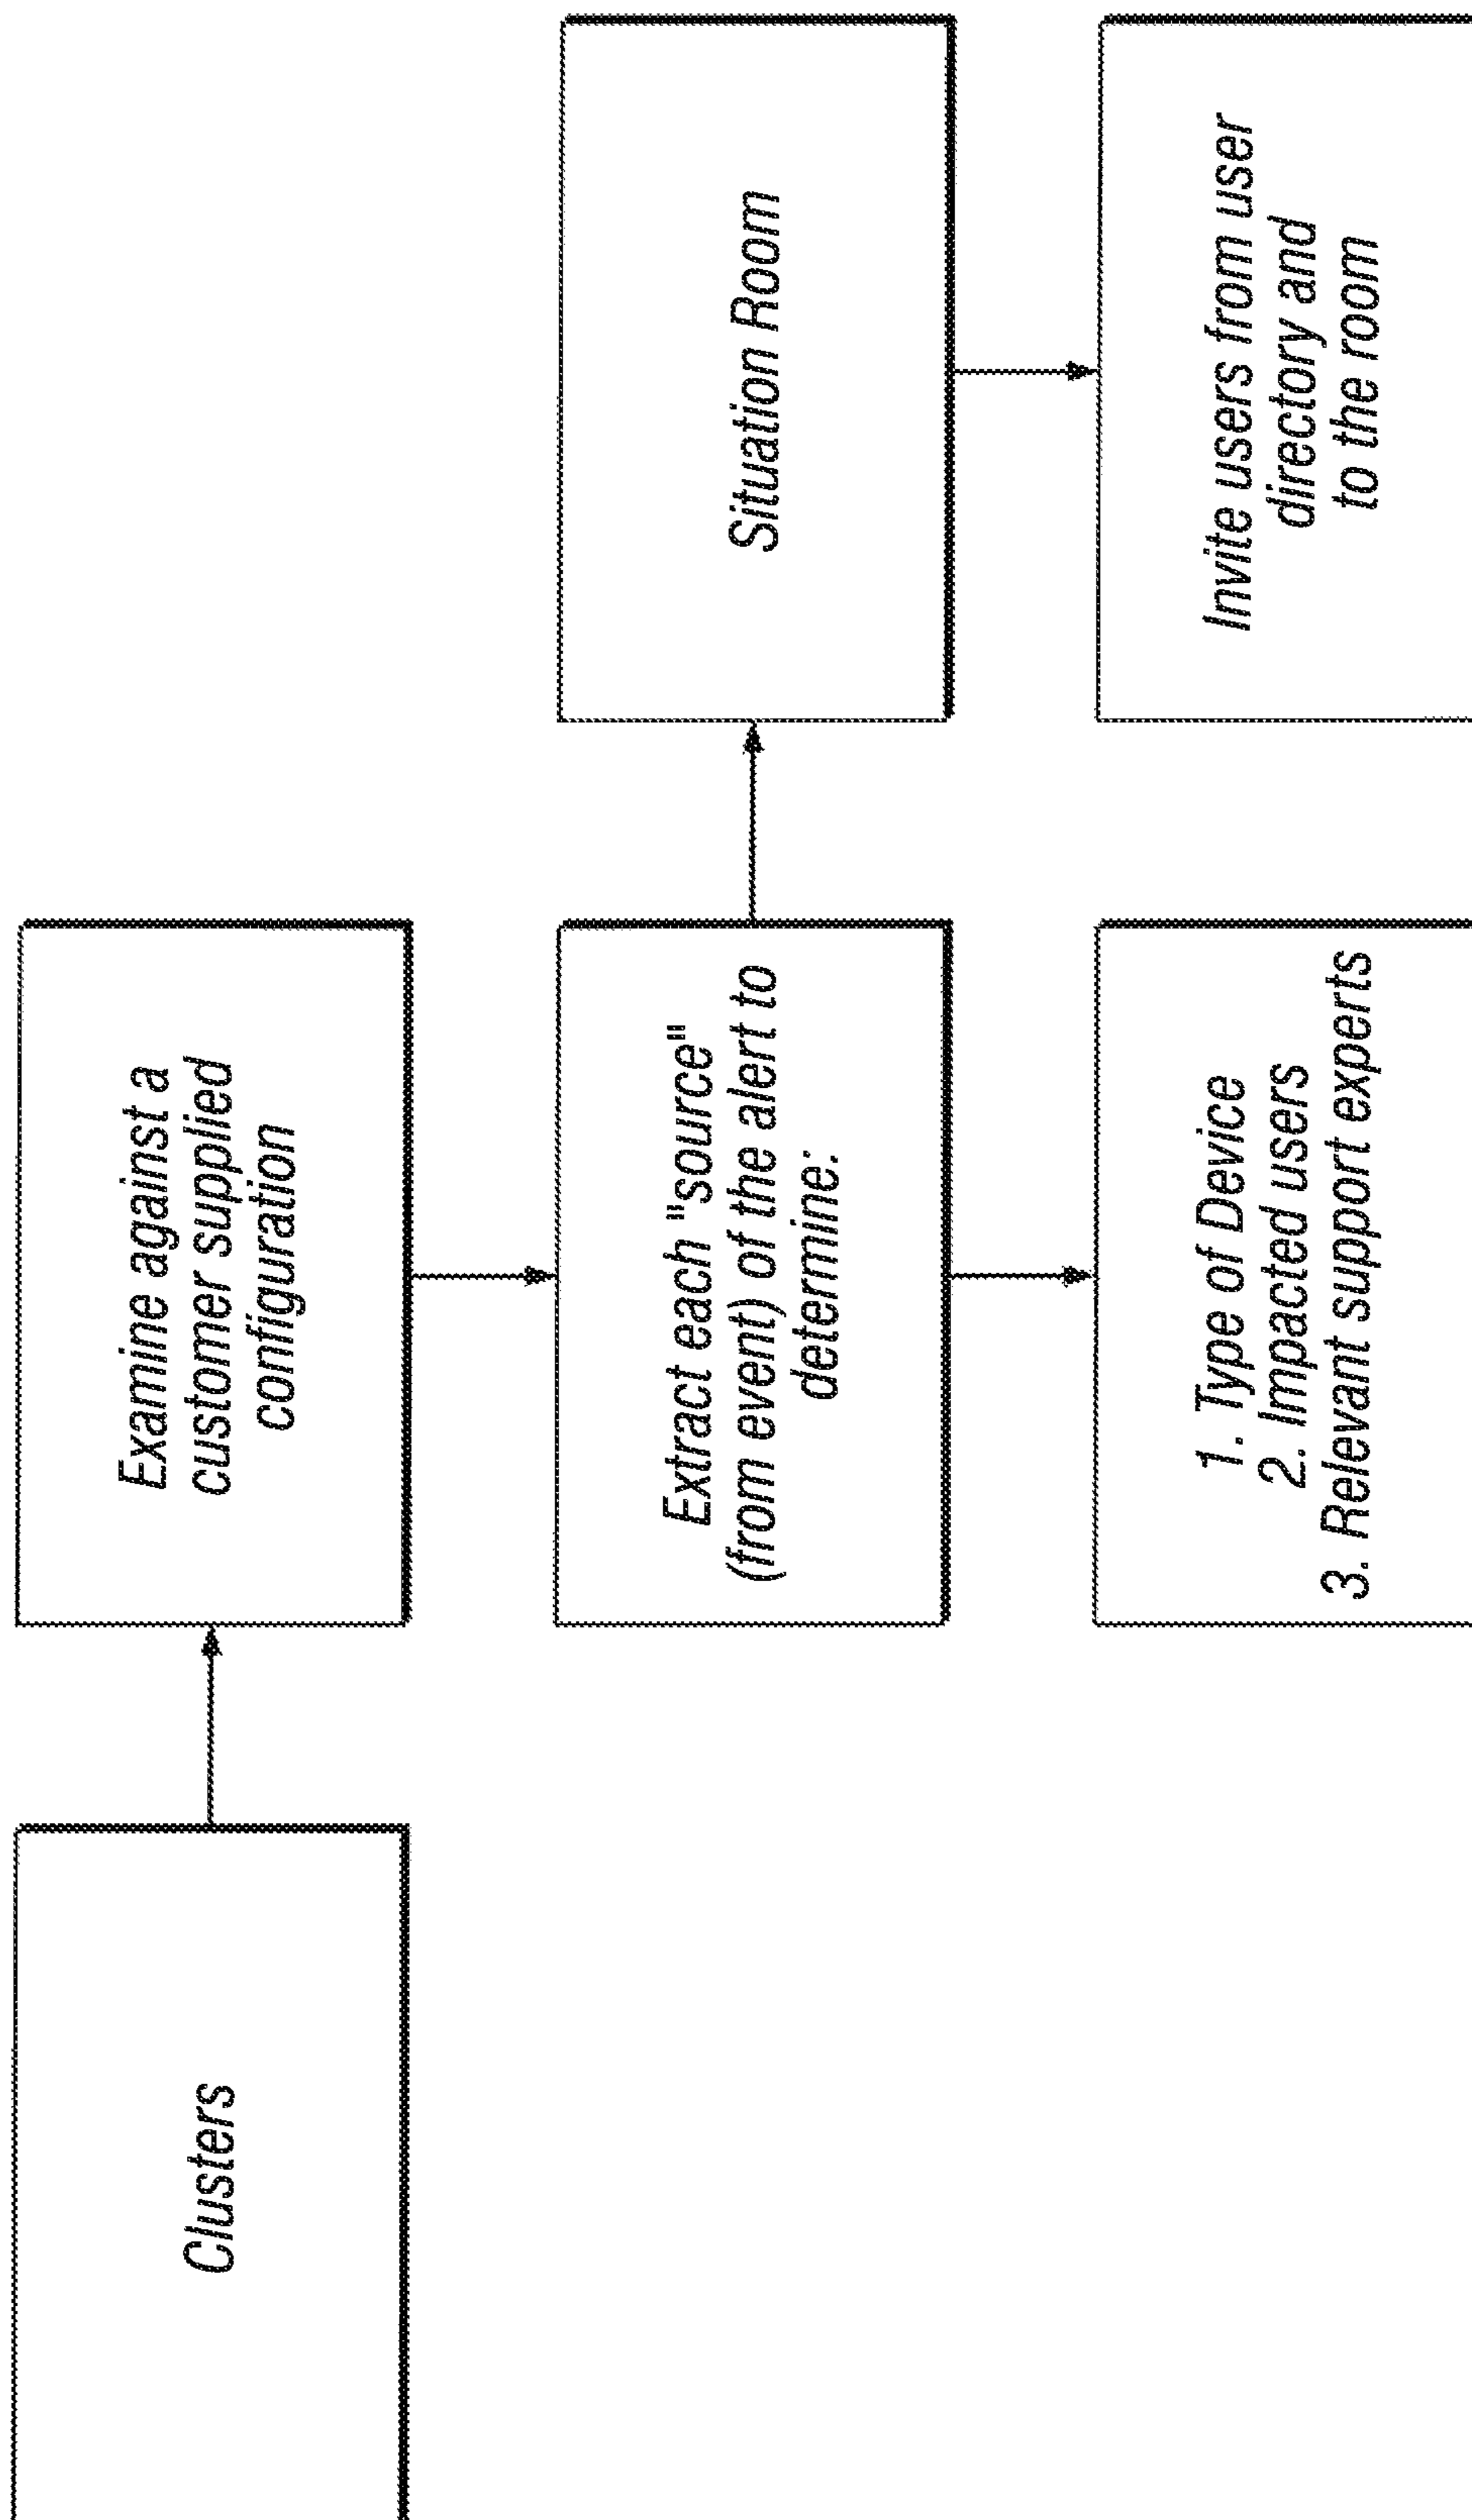 Clusters
Examine against a
customer supplied
configuration
Extract each "source"
(from event) of the alert to
determine:
1. Type of Device
2. Impacted users
3. Relevant support experts
Situation Room
Invite users from user
directory and
to the room